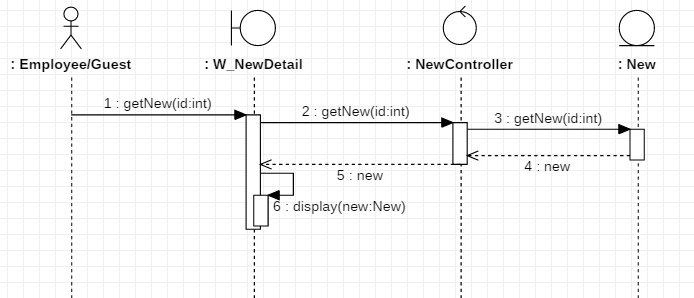 : Employee/Guest
: W_NewDetail
: NewController
: New
1 : getNew(id:int)
2 : getNew(id:int)
3 : getNew(id:int)
4 : new
5 : new
6 : display(new:New)